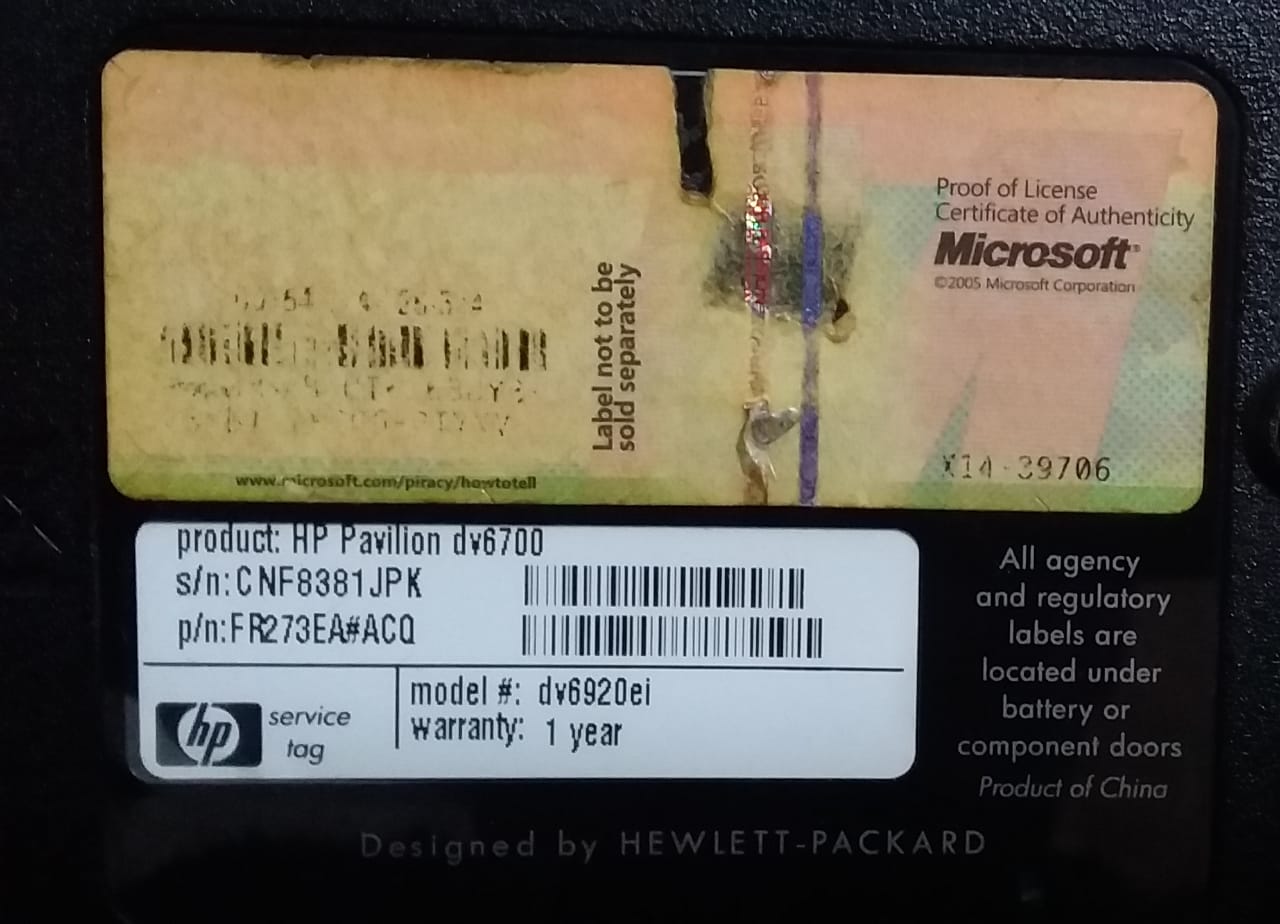 Label not to be
sold separately
www.microsoft.com/piracy/howtotell
Proof of License
Certificate of Authenticity
Microsoft
©2005 Microsoft Corporation
X14-39706
product: HP Pavilion dv6700
s/n:CNF8381JPK
p/n:FR273EA#ACQ
hp service
tag
model #: dv6920ei
warranty: 1 year
All agency
and regulatory
labels are
located under
battery or
component doors
Product of China
Designed by HEWLETT-PACKARD